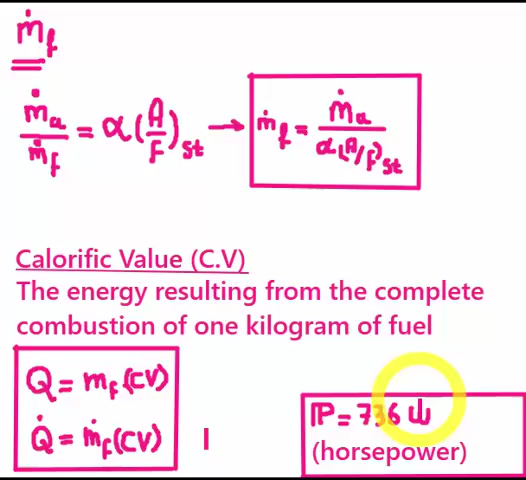 ṁf
ṁa/ṁf = α(A/F)st → ṁf = ṁa/α(A/F)st
Calorific Value (C.V)
The energy resulting from the complete
combustion of one kilogram of fuel
Q = mf(CV)
Q̇ = ṁf(CV)
IP = 736 W
(horsepower)